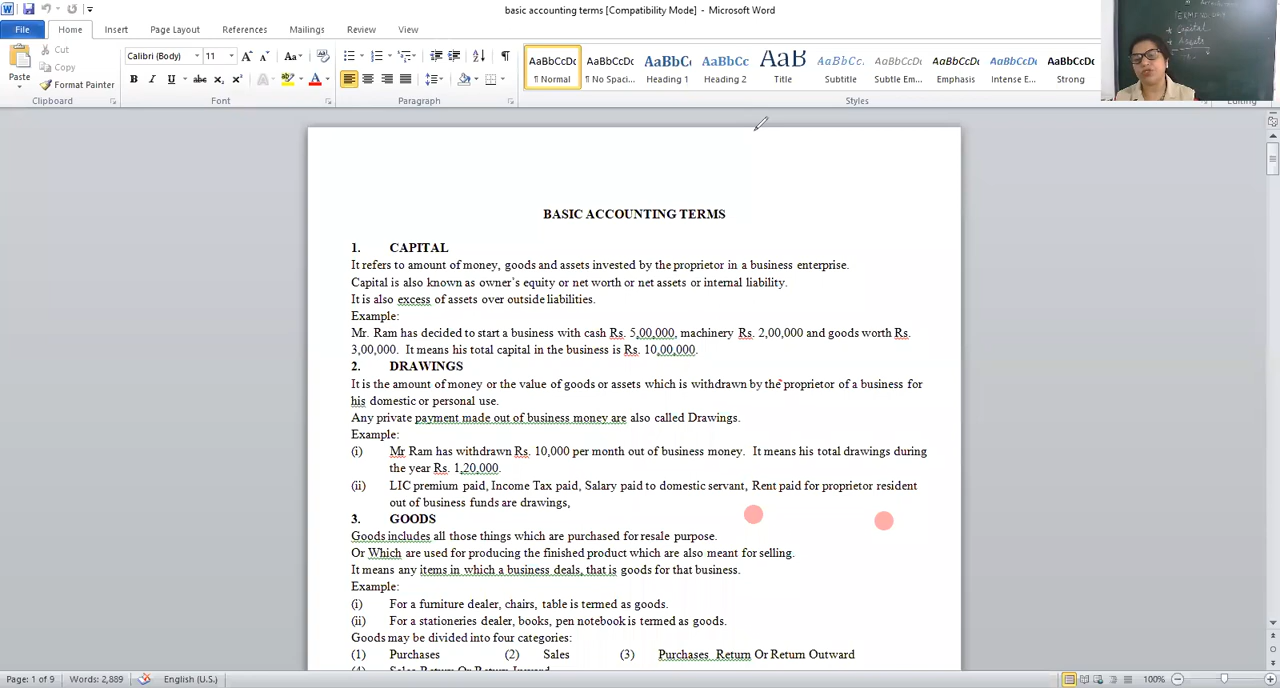 basic accounting terms [Compatibility Mode] - Microsoft Word
File Home Insert Page Layout References Mailings Review View
Cut
Copy
Format Painter
Paste
Calibri (Body) 11
AaBbCcDc AaBbCcDc AaBbC AaBbCc AaB AaBbCc. AaBbCcDc AaBbCcDc AaBbCcDc AaBbCcDc
¶ Normal ¶ No Spaci... Heading 1 Heading 2 Title Subtitle Subtle Em... Emphasis Intense E... Strong
Clipboard Font Paragraph Styles Editing
Capital
Assets
BASIC ACCOUNTING TERMS
1. CAPITAL
It refers to amount of money, goods and assets invested by the proprietor in a business enterprise.
Capital is also known as owner's equity or net worth or net assets or internal liability.
It is also excess of assets over outside liabilities.
Example:
Mr. Ram has decided to start a business with cash Rs. 5,00,000, machinery Rs. 2,00,000 and goods worth Rs.
3,00,000. It means his total capital in the business is Rs. 10,00,000.
2. DRAWINGS
It is the amount of money or the value of goods or assets which is withdrawn by the proprietor of a business for
his domestic or personal use.
Any private payment made out of business money are also called Drawings.
Example:
(i) Mr Ram has withdrawn Rs. 10,000 per month out of business money. It means his total drawings during
the year Rs. 1,20,000.
(ii) LIC premium paid, Income Tax paid, Salary paid to domestic servant, Rent paid for proprietor resident
out of business funds are drawings,
3. GOODS
Goods includes all those things which are purchased for resale purpose.
Or Which are used for producing the finished product which are also meant for selling.
It means any items in which a business deals, that is goods for that business.
Example:
(i) For a furniture dealer, chairs, table is termed as goods.
(ii) For a stationeries dealer, books, pen notebook is termed as goods.
Goods may be divided into four categories:
(1) Purchases (2) Sales (3) Purchases Return Or Return Outward
(4) Sales Return Or Return Inward
Page: 1 of 9 Words: 2,889 English (U.S.) 100%